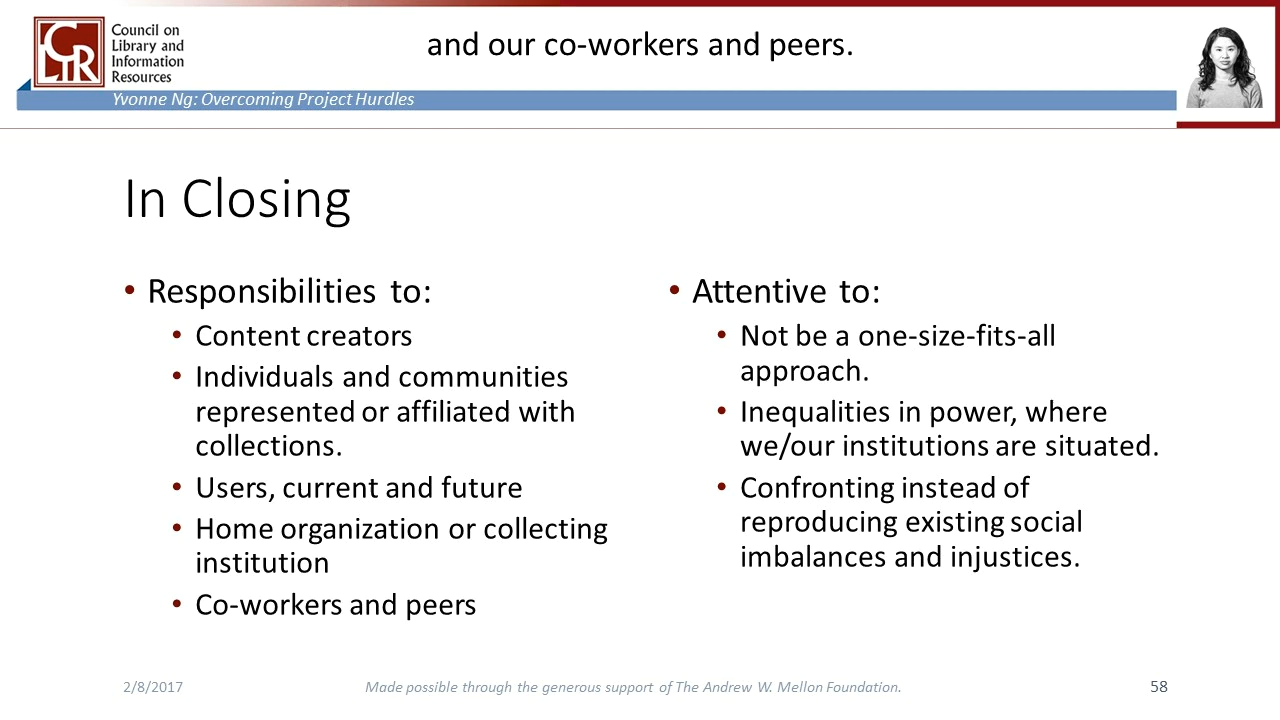 CLIR
Council on
Library and
Information
Resources
and our co-workers and peers.
Yvonne Ng: Overcoming Project Hurdles
In Closing
• Responsibilities to:
• Content creators
• Individuals and communities
represented or affiliated with
collections.
• Users, current and future
• Home organization or collecting
institution
• Co-workers and peers
• Attentive to:
• Not be a one-size-fits-all
approach.
• Inequalities in power, where
we/our institutions are situated.
• Confronting instead of
reproducing existing social
imbalances and injustices.
2/8/2017
Made possible through the generous support of The Andrew W. Mellon Foundation.
58